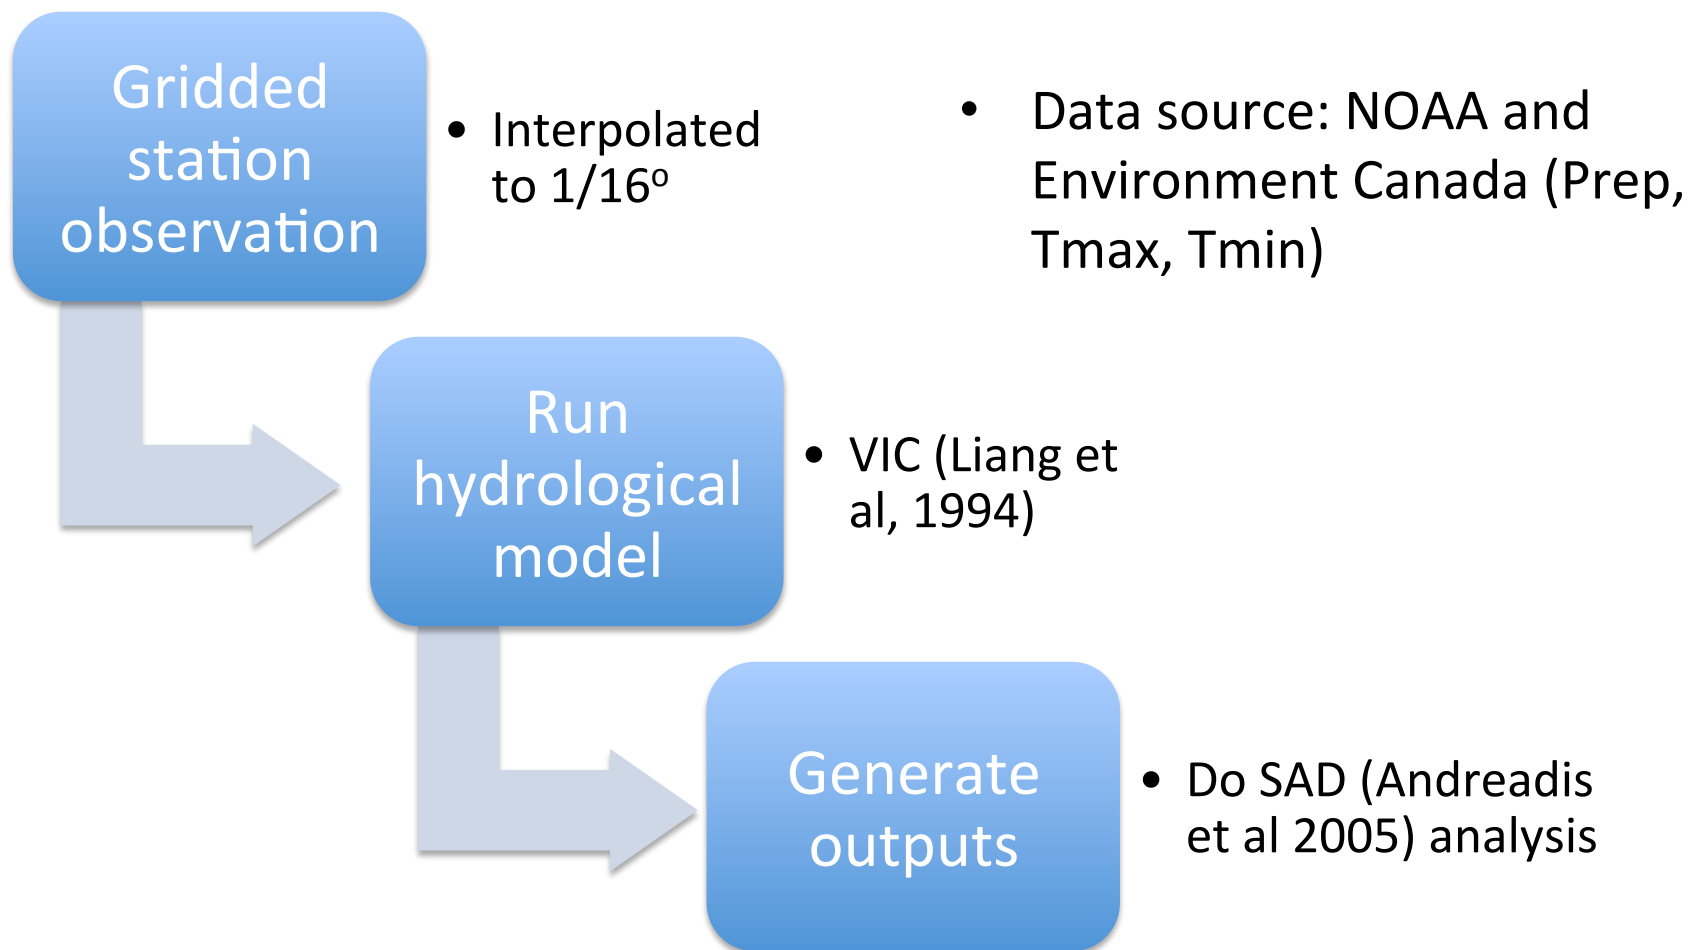 Gridded
station
observation
• Interpolated
to 1/16º
• Data source: NOAA and
Environment Canada (Prep,
Tmax, Tmin)
Run
hydrological
model
• VIC (Liang et
al, 1994)
Generate
outputs
• Do SAD (Andreadis
et al 2005) analysis